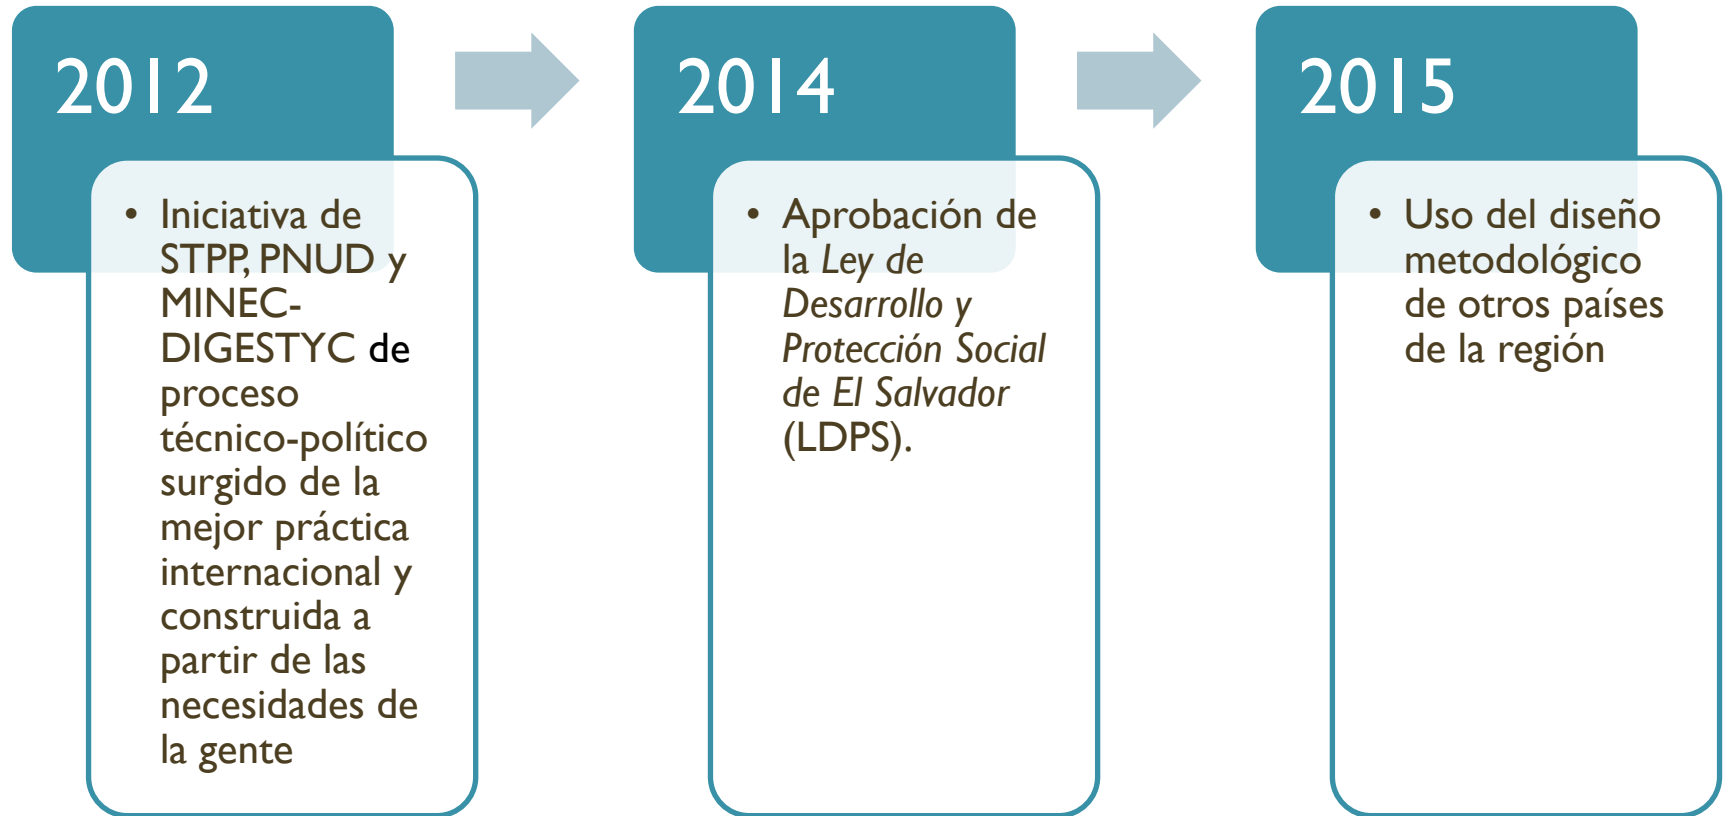 2012
• Iniciativa de
STPP, PNUD y
MINEC-
DIGESTYC de
proceso
técnico-político
surgido de la
mejor práctica
internacional y
construida a
partir de las
necesidades de
la gente
2014
• Aprobación de
la Ley de
Desarrollo y
Protección Social
de El Salvador
(LDPS).
2015
• Uso del diseño
metodológico
de otros países
de la región